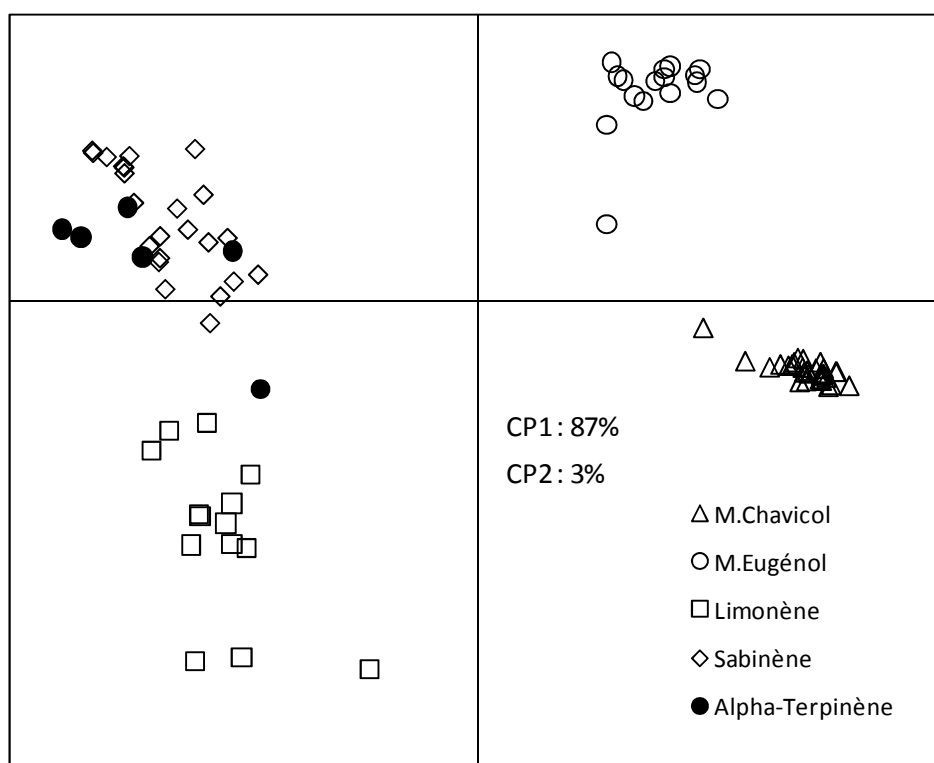 CP1 : 87%
CP2 : 3%
M.Chavicol
M.Eugénol
Limonène
Sabinène
Alpha-Terpinène